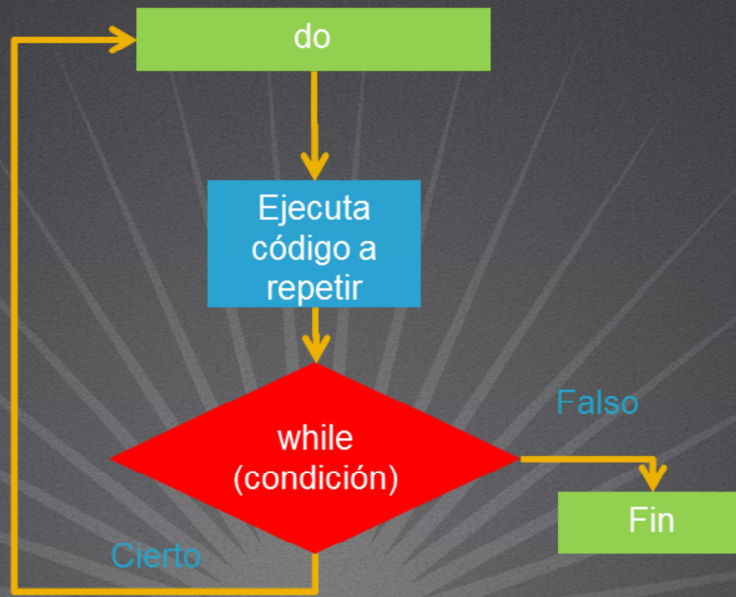 do
Ejecuta
código a
repetir
while
(condición)
Falso
Fin
Cierto